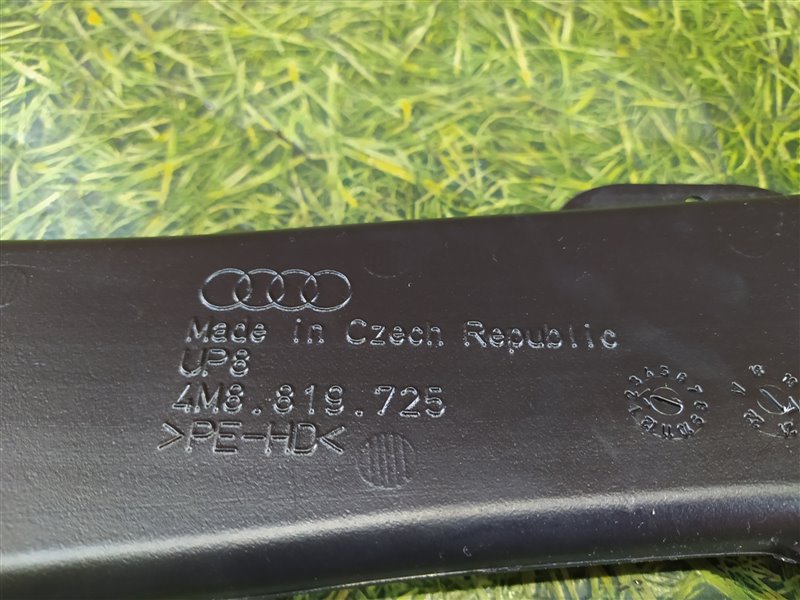 Made in Czech Republic
UP8
4M8.819.725
>PE-HD<